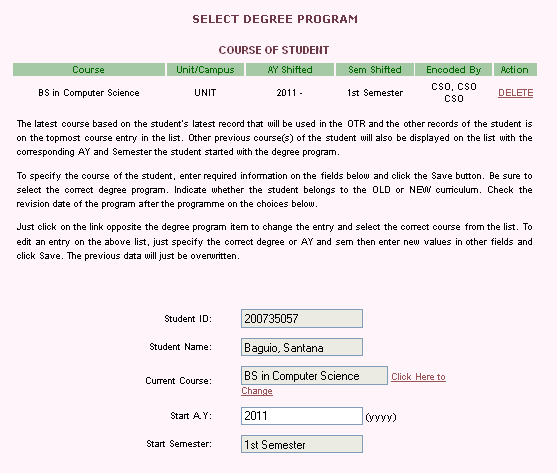 SELECT DEGREE PROGRAM
COURSE OF STUDENT
Course Unit/Campus AY Shifted Sem Shifted Encoded By Action
BS in Computer Science UNIT 2011 - 1st Semester CSO, CSO CSO DELETE
The latest course based on the student's latest record that will be used in the OTR and the other records of the student is
on the topmost course entry in the list. Other previous course(s) of the student will also be displayed on the list with the
corresponding AY and Semester the student started with the degree program.
To specify the course of the student, enter required information on the fields below and click the Save button. Be sure to
select the correct degree program. Indicate whether the student belongs to the OLD or NEW curriculum. Check the
revision date of the program after the programme on the choices below.
Just click on the link opposite the degree program item to change the entry and select the correct course from the list. To
edit an entry on the above list, just specify the correct degree or AY and sem then enter new values in other fields and
click Save. The previous data will just be overwritten.
Student ID: 200735057
Student Name: Baguio, Santana
Current Course: BS in Computer Science Click Here to
Change
Start A.Y: 2011 (yyyy)
Start Semester: 1st Semester